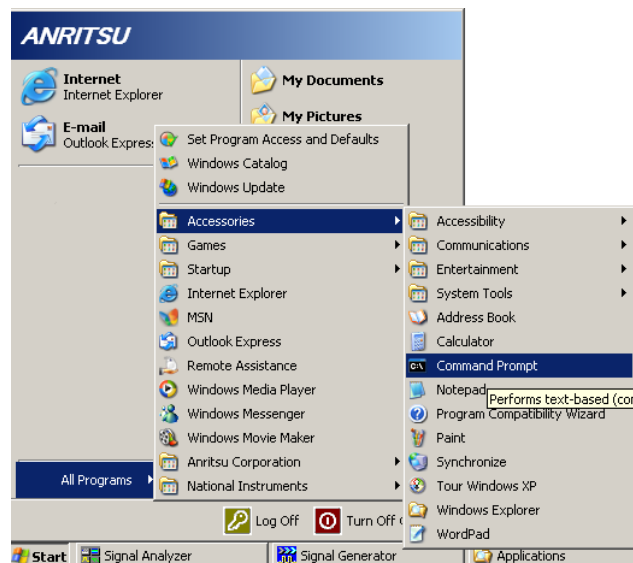 ANRITSU
Internet
Internet Explorer
My Documents
E-mail
Outlook Express
My Pictures
Set Program Access and Defaults
Windows Catalog
Windows Update
Accessories
Games
Startup
Internet Explorer
MSN
Outlook Express
Remote Assistance
Windows Media Player
Windows Messenger
Windows Movie Maker
Anritsu Corporation
National Instruments
Accessibility
Communications
Entertainment
System Tools
Address Book
Calculator
C:\
Command Prompt
Notepad
Performs text-based (co
Program Compatibility Wizard
Paint
Synchronize
Tour Windows XP
Windows Explorer
WordPad
All Programs
Log Off
Turn Off
Start
Signal Analyzer
Signal Generator
Applications